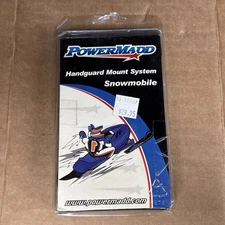 PowerMadd
Handguard Mount System
Snowmobile
www.powermadd.com